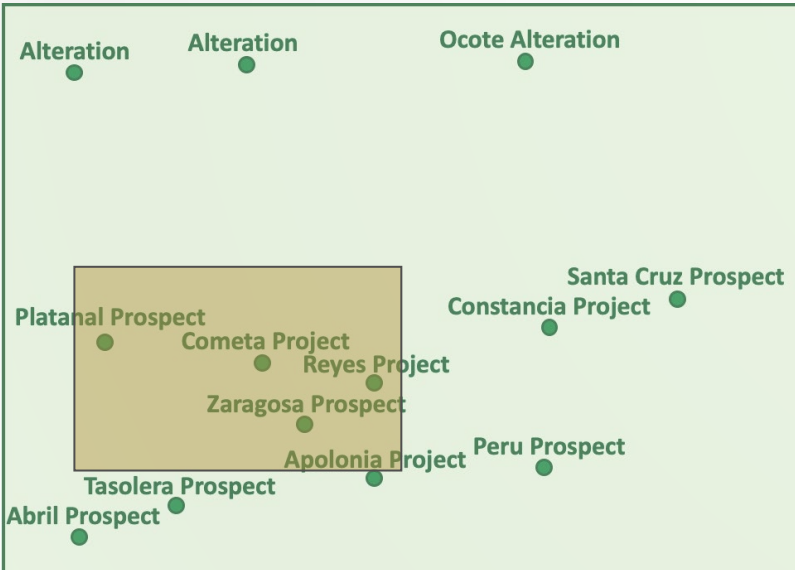 Alteration
Alteration
Ocote Alteration
Santa Cruz Prospect
Constancia Project
Platanal Prospect
Cometa Project
Reyes Project
Zaragosa Prospect
Peru Prospect
Apolonia Project
Tasolera Prospect
Abril Prospect